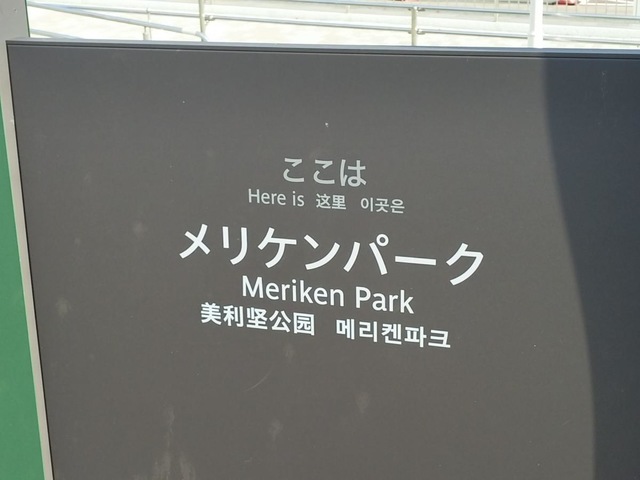 ここは
Here is 这里 이곳은
メリケンパーク
Meriken Park
美利坚公园 메리켄파크